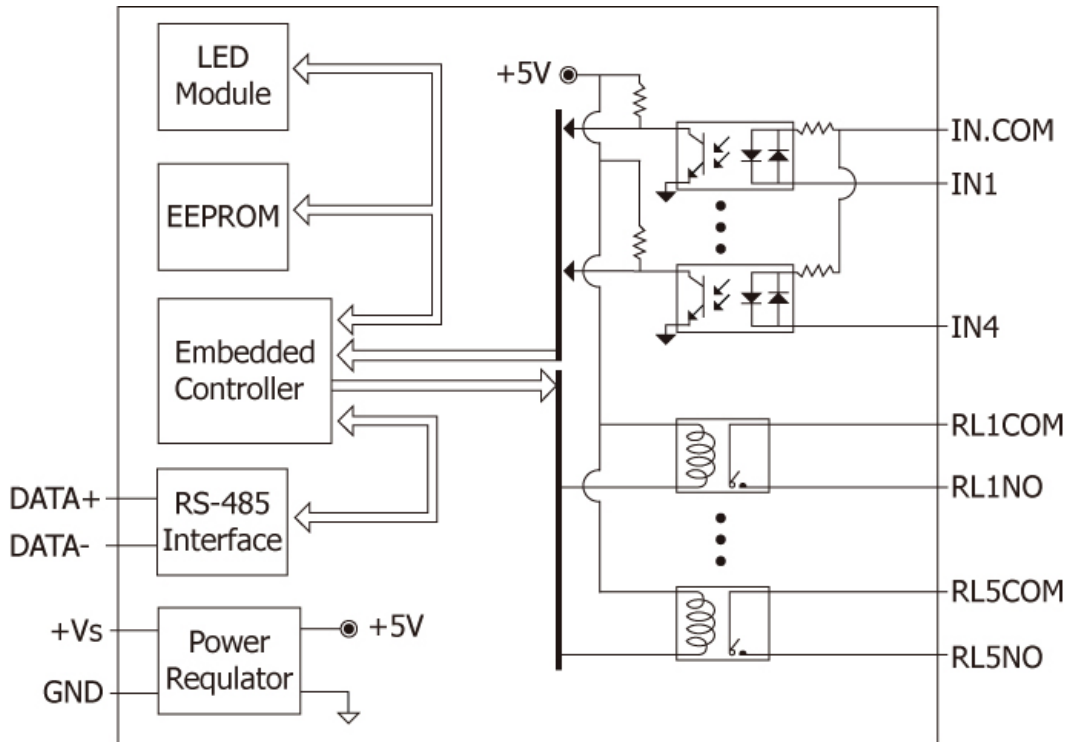 LED
Module
EEPROM
Embedded
Controller
RS-485
Interface
Power
Requlator
DATA+
DATA-
+Vs
GND
+5V
+5V
IN.COM
IN1
IN4
RL1COM
RL1NO
RL5COM
RL5NO